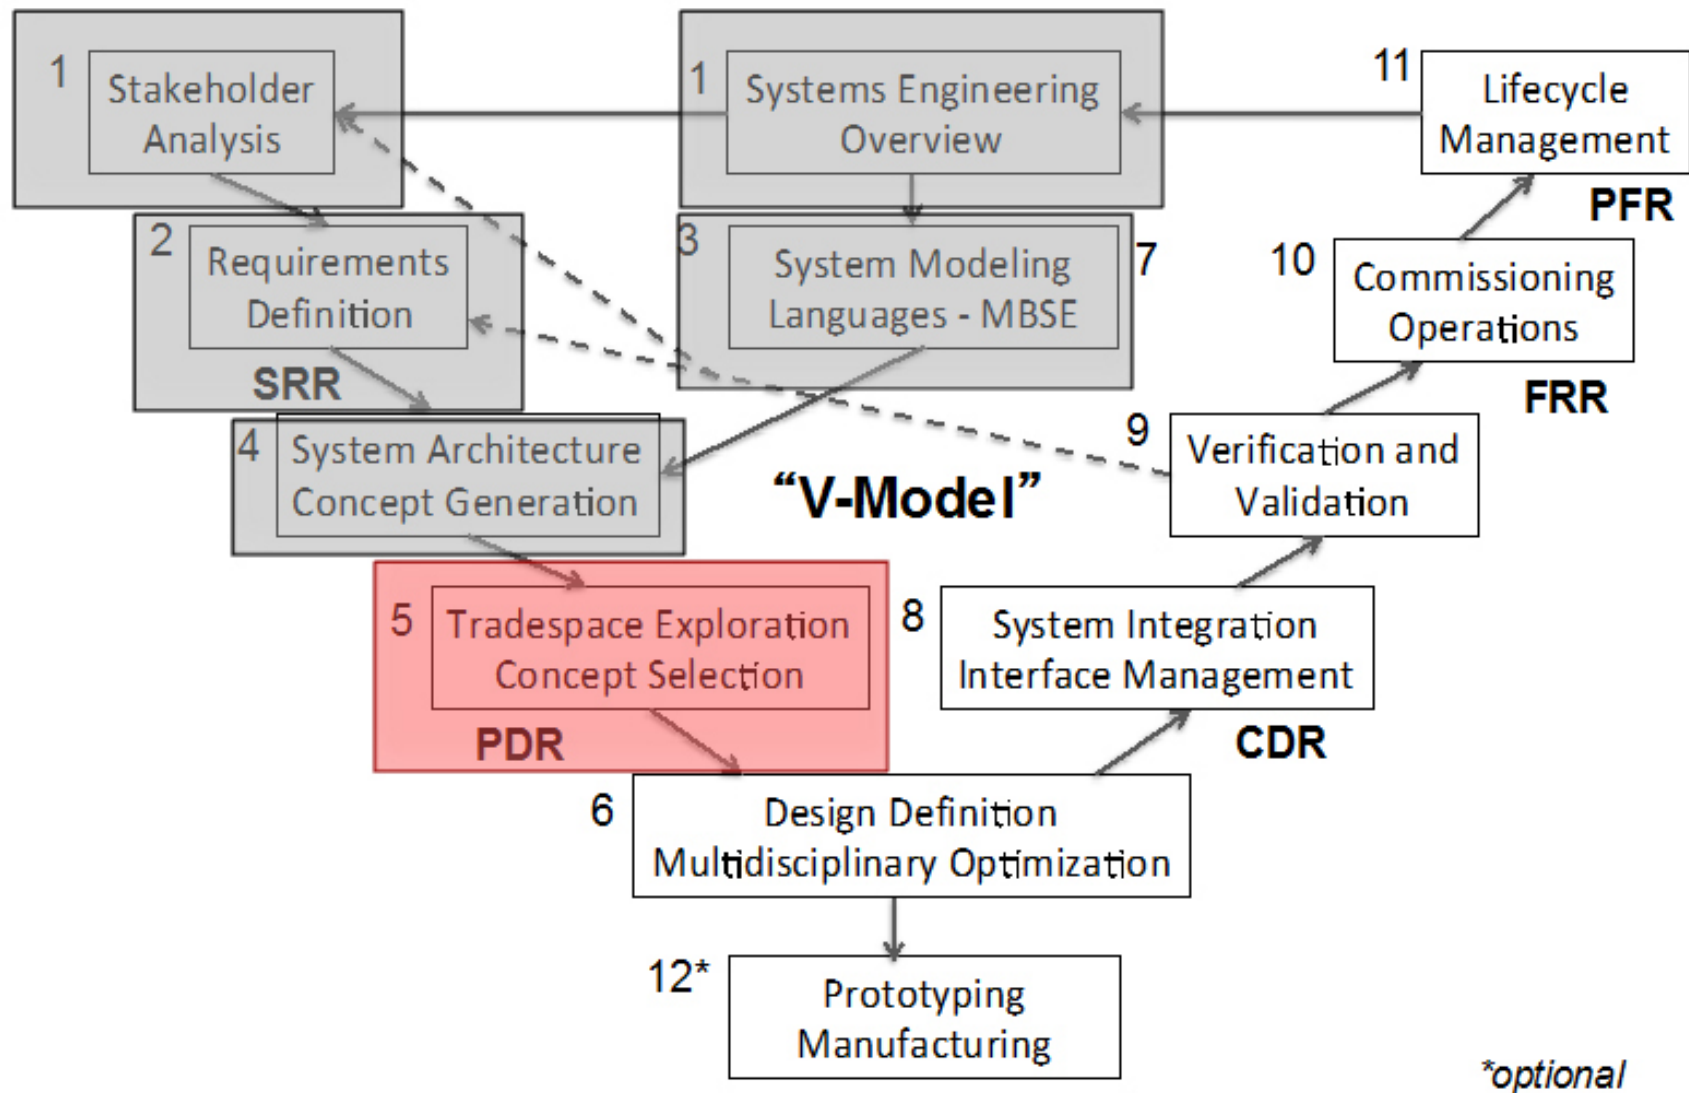 1
Stakeholder
Analysis
1
Systems Engineering
Overview
11
Lifecycle
Management
PFR
2
Requirements
Definition
SRR
3
System Modeling
Languages - MBSE
7
10
Commissioning
Operations
FRR
4
System Architecture
Concept Generation
“V-Model”
9
Verification and
Validation
5
Tradespace Exploration
Concept Selection
PDR
8
System Integration
Interface Management
CDR
6
Design Definition
Multidisciplinary Optimization
12*
Prototyping
Manufacturing
*optional